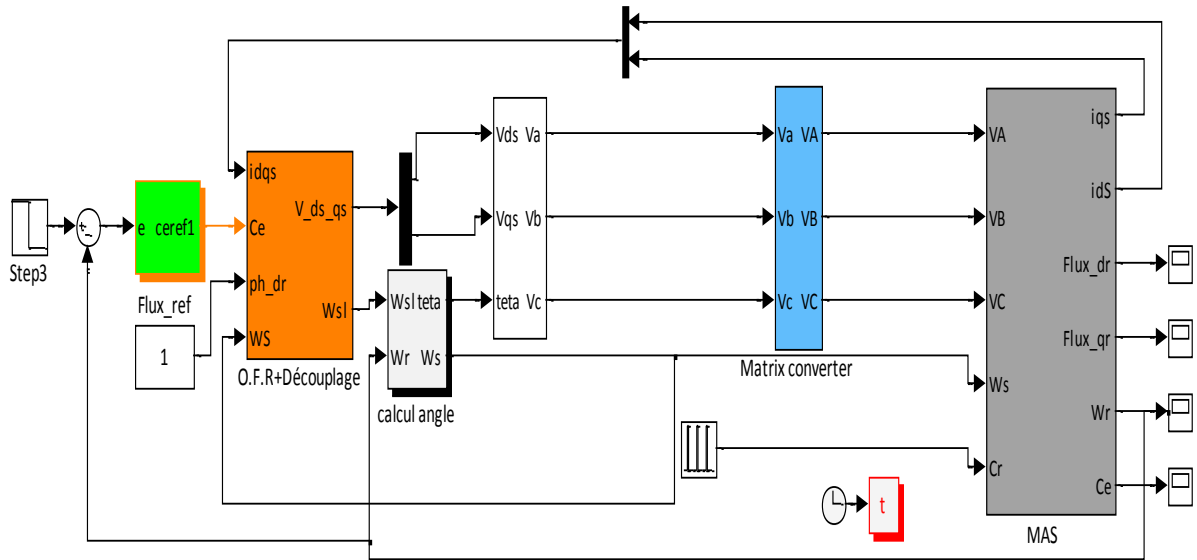 Step3
e ceref1
Flux_ref
1
idqs
Ce
ph_dr
WS
V_ds_qs
Wsl
O.F.R+Découplage
Wsl teta
Wr Ws
calcul angle
Vds Va
Vqs Vb
teta Vc
Va VA
Vb VB
Vc VC
Matrix converter
VA
VB
VC
Ws
Cr
iqs
idS
Flux_dr
Flux_qr
Wr
Ce
MAS
t